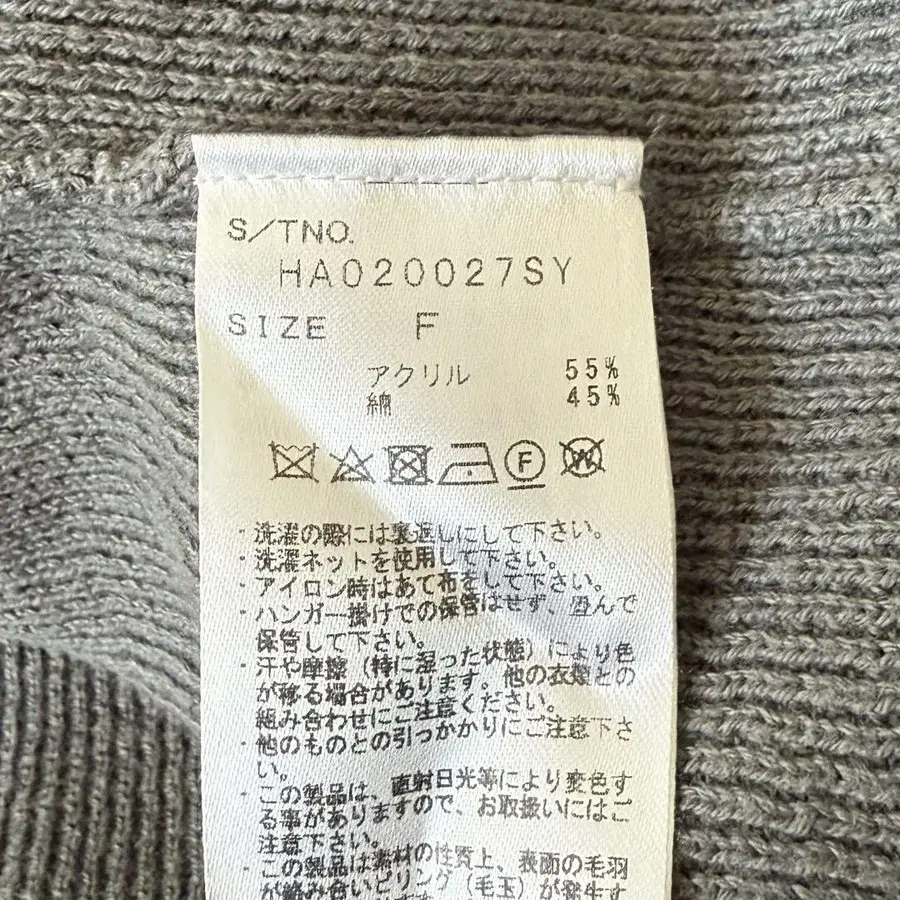 S/TNO.
HA020027SY
SIZE F
アクリル 55%
綿 45%
F W
・洗濯の際には裏返しにして下さい。
・洗濯ネットを使用して下さい。
・アイロン時はあて布をして下さい。
・ハンガー掛けでの保管はせず、畳んで
保管して下さい。
・汗や摩擦（特に湿った状態）により色
が移る場合があります。他の衣類との
組み合わせにご注意ください。
・他のものとの引っかかりにご注意下さ
い。
・この製品は、直射日光等により変色す
る事がありますので、お取扱いにはご
注意下さい。
・この製品は素材の性質上、表面の毛羽
が絡み合いピリング（毛玉）が発生す